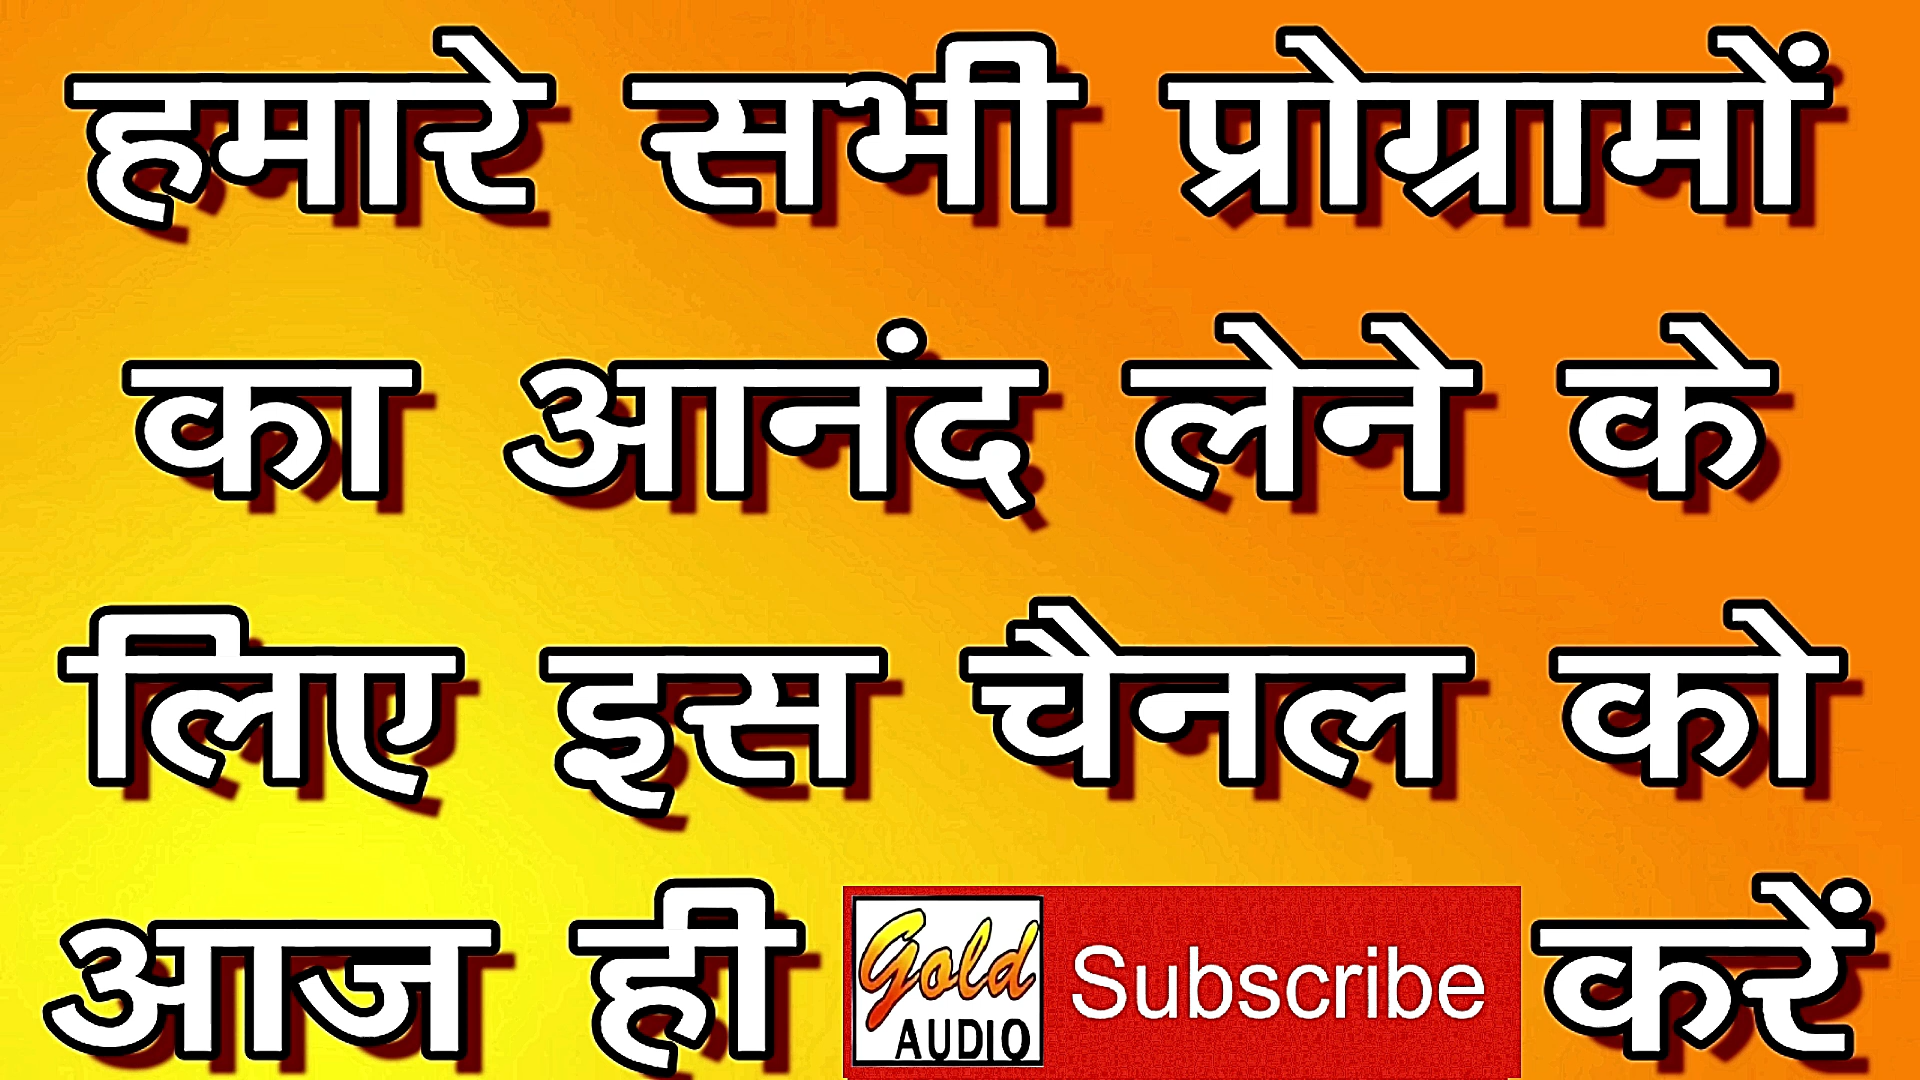 हमारे सभी प्रोग्रामों
का आनंद लेने के
लिए इस चैनल को
आज ही Gold AUDIO Subscribe करें